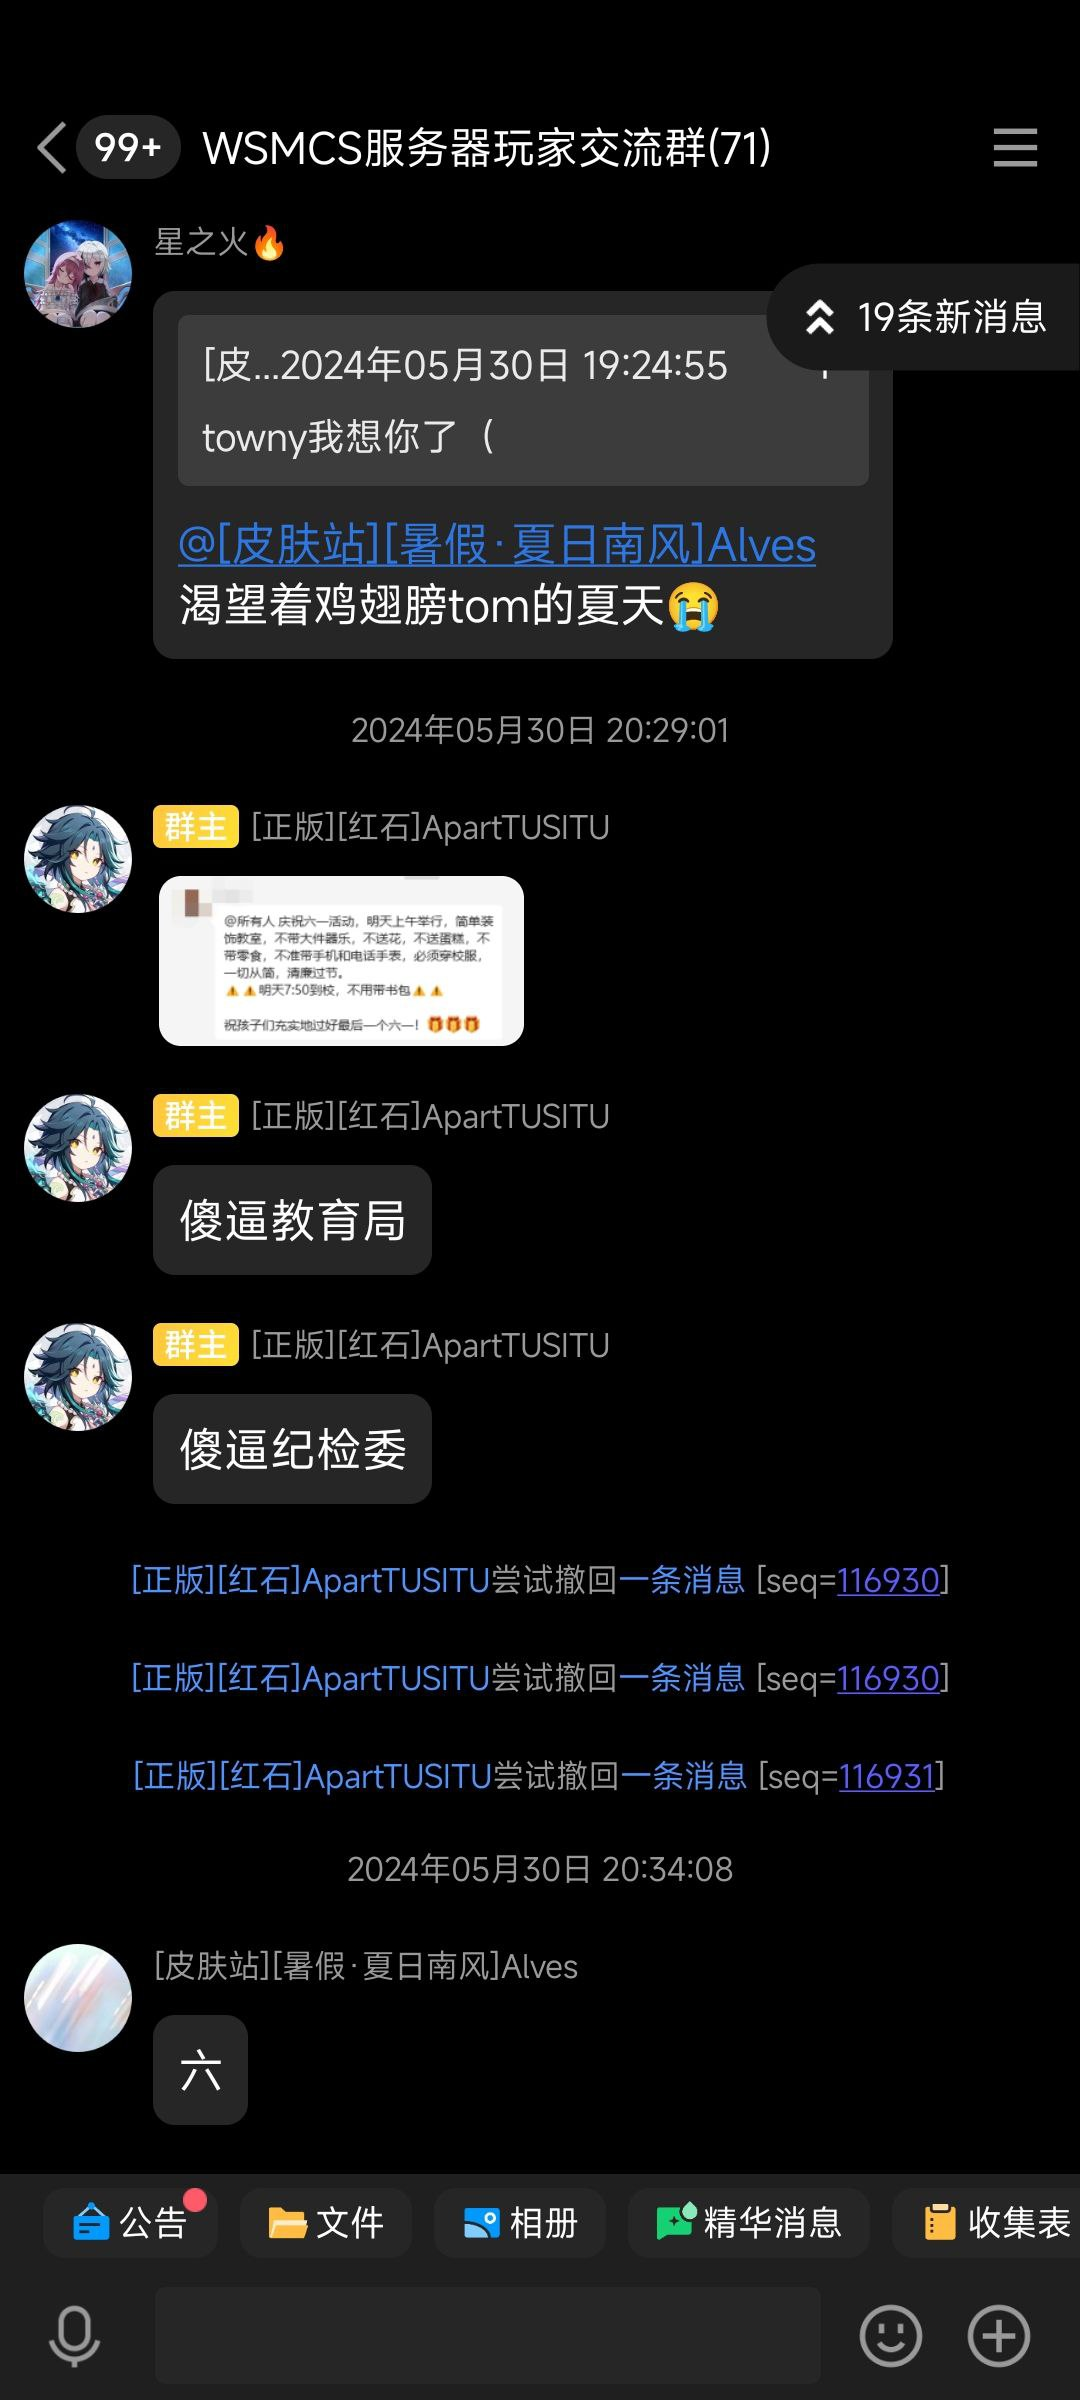 99+
WSMCS服务器玩家交流群(71)
星之火🔥
19条新消息
[皮...2024年05月30日 19:24:55
towny我想你了（
@[皮肤站][暑假·夏日南风]Alves
渴望着鸡翅膀tom的夏天😭
2024年05月30日 20:29:01
群主 [正版][红石]ApartTUSITU
@所有人 庆祝六一活动，明天上午举行，简单装
饰教室，不带大件器乐，不送花，不送蛋糕，不
带零食，不准带手机和电话手表，必须穿校服，
一切从简，清廉过节。
⚠️⚠️明天7:50到校，不用带书包⚠️⚠️
祝孩子们充实地过好最后一个六一！🎁🎁🎁
群主 [正版][红石]ApartTUSITU
傻逼教育局
群主 [正版][红石]ApartTUSITU
傻逼纪检委
[正版][红石]ApartTUSITU尝试撤回一条消息 [seq=116930]
[正版][红石]ApartTUSITU尝试撤回一条消息 [seq=116930]
[正版][红石]ApartTUSITU尝试撤回一条消息 [seq=116931]
2024年05月30日 20:34:08
[皮肤站][暑假·夏日南风]Alves
六
公告 文件 相册 精华消息 收集表